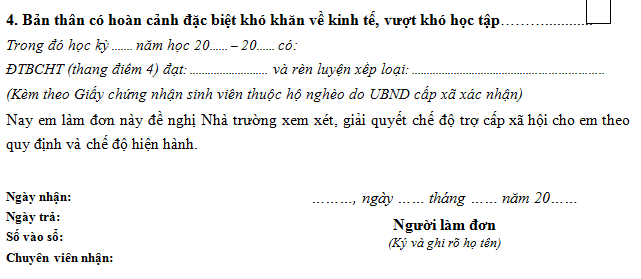 4. Bản thân có hoàn cảnh đặc biệt khó khăn về kinh tế, vượt khó học tập……………….
Trong đó học kỳ ...... năm học 20...... – 20...... có:
ĐTBCHT (thang điểm 4) đạt: .......................... và rèn luyện xếp loại: ................................................................
(Kèm theo Giấy chứng nhận sinh viên thuộc hộ nghèo do UBND cấp xã xác nhận)
Nay em làm đơn này đề nghị Nhà trường xem xét, giải quyết chế độ trợ cấp xã hội cho em theo
quy định và chế độ hiện hành.
………, ngày …… tháng …… năm 20……
Người làm đơn
(Ký và ghi rõ họ tên)
Ngày nhận:
Ngày trả:
Số vào sổ:
Chuyên viên nhận: